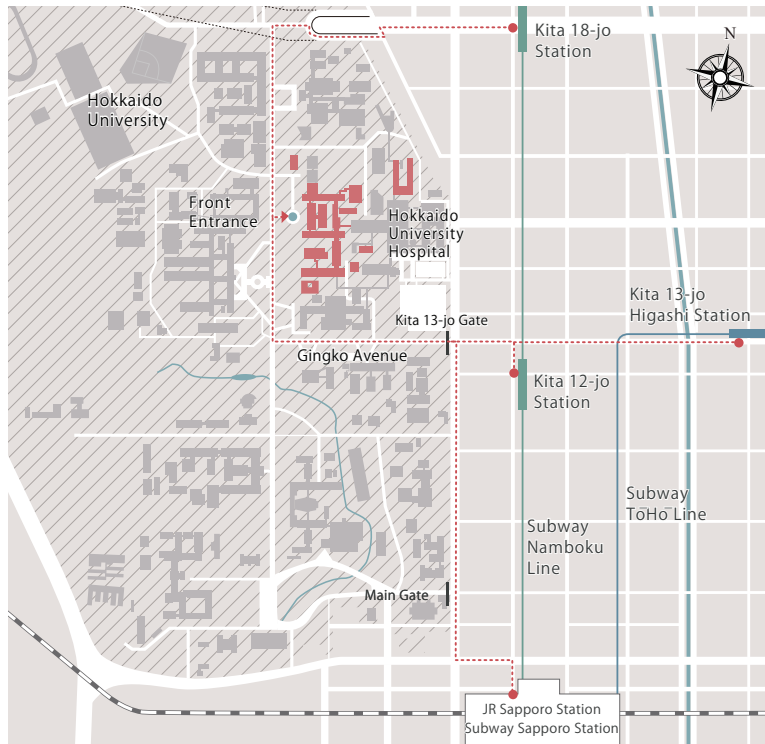 Kita 18-jo
Station
N
Hokkaido
University
Front
Entrance
Hokkaido
University
Hospital
Kita 13-jo
Higashi Station
Kita 13-jo Gate
Gingko Avenue
Kita 12-jo
Station
Subway
ToHo Line
Subway
Namboku
Line
Main Gate
JR Sapporo Station
Subway Sapporo Station